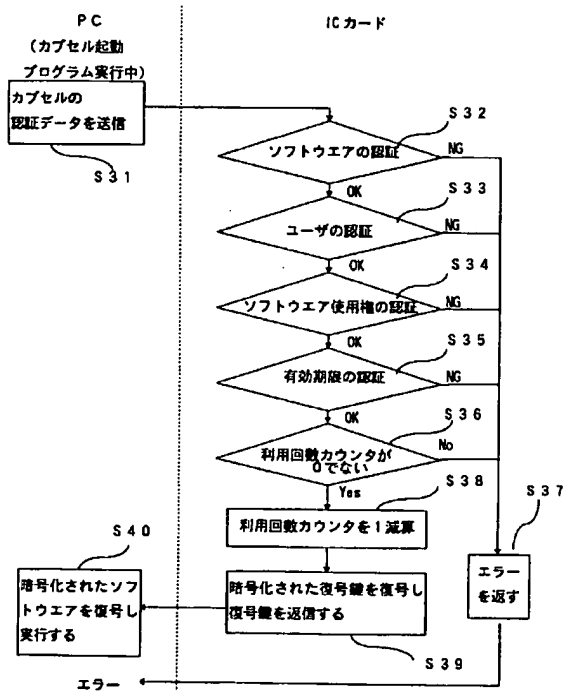 PC
(カプセル起動
プログラム実行中)
ICカード
カプセルの
認証データを送信
S31
S32
ソフトウエアの認証
NG
OK
S33
ユーザの認証
NG
OK
S34
ソフトウエア使用権の認証
NG
OK
S35
有効期限の認証
NG
OK
S36
利用回数カウンタが
0でない
No
Yes
S38
S37
利用回数カウンタを1減算
S40
エラー
を返す
暗号化されたソフ
トウエアを復号し
実行する
暗号化された復号鍵を復号し
復号鍵を返信する
S39
エラー